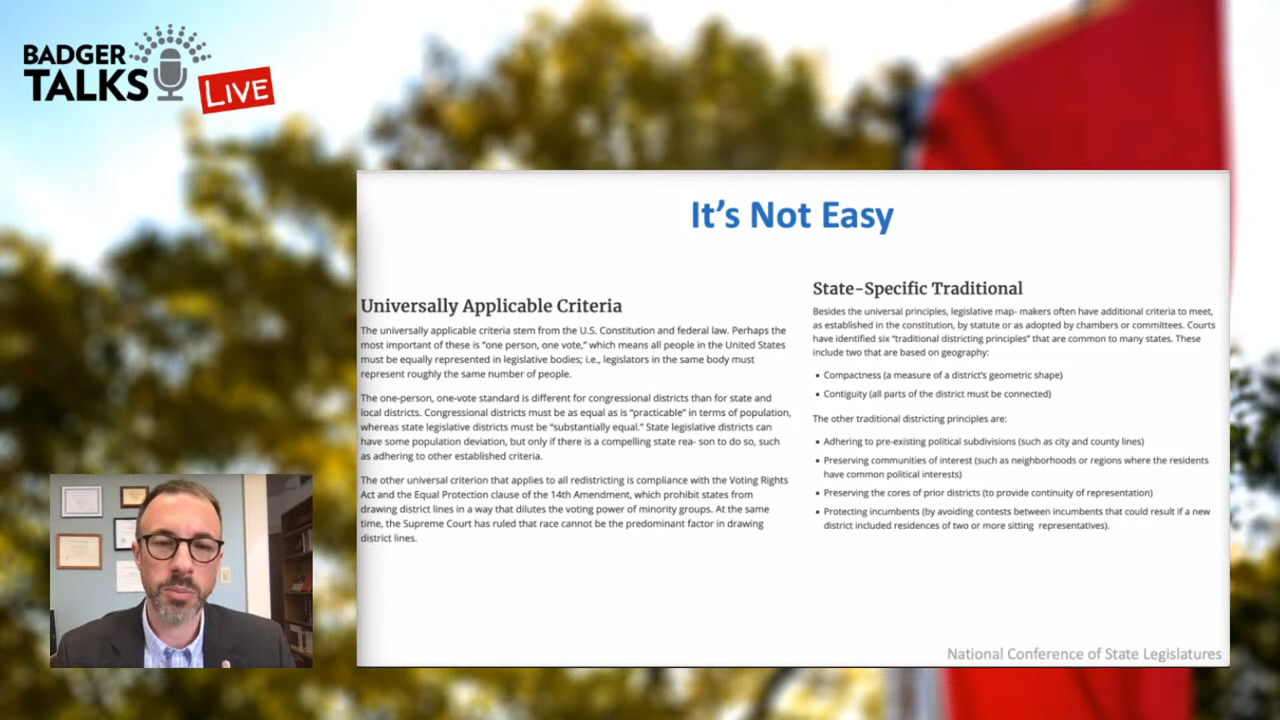 BADGER
TALKS
LIVE
It's Not Easy
Universally Applicable Criteria
The universally applicable criteria stem from the U.S. Constitution and federal law. Perhaps the
most important of these is "one person, one vote," which means all people in the United States
must be equally represented in legislative bodies; i.e., legislators in the same body must
represent roughly the same number of people.
The one-person, one-vote standard is different for congressional districts than for state and
local districts. Congressional districts must be as equal as is "practicable" in terms of population,
whereas state legislative districts must be "substantially equal." State legislative districts can
have some population deviation, but only if there is a compelling state rea- son to do so, such
as adhering to other established criteria.
The other universal criterion that applies to all redistricting is compliance with the Voting Rights
Act and the Equal Protection clause of the 14th Amendment, which prohibit states from
drawing district lines in a way that dilutes the voting power of minority groups. At the same
time, the Supreme Court has ruled that race cannot be the predominant factor in drawing
district lines.
State-Specific Traditional
Besides the universal principles, legislative map- makers often have additional criteria to meet,
as established in the constitution, by statute or as adopted by chambers or committees. Courts
have identified six "traditional districting principles" that are common to many states. These
include two that are based on geography:
• Compactness (a measure of a district's geometric shape)
• Contiguity (all parts of the district must be connected)
The other traditional districting principles are:
• Adhering to pre-existing political subdivisions (such as city and county lines)
• Preserving communities of interest (such as neighborhoods or regions where the residents
have common political interests)
• Preserving the cores of prior districts (to provide continuity of representation)
• Protecting incumbents (by avoiding contests between incumbents that could result if a new
district included residences of two or more sitting representatives).
National Conference of State Legislatures